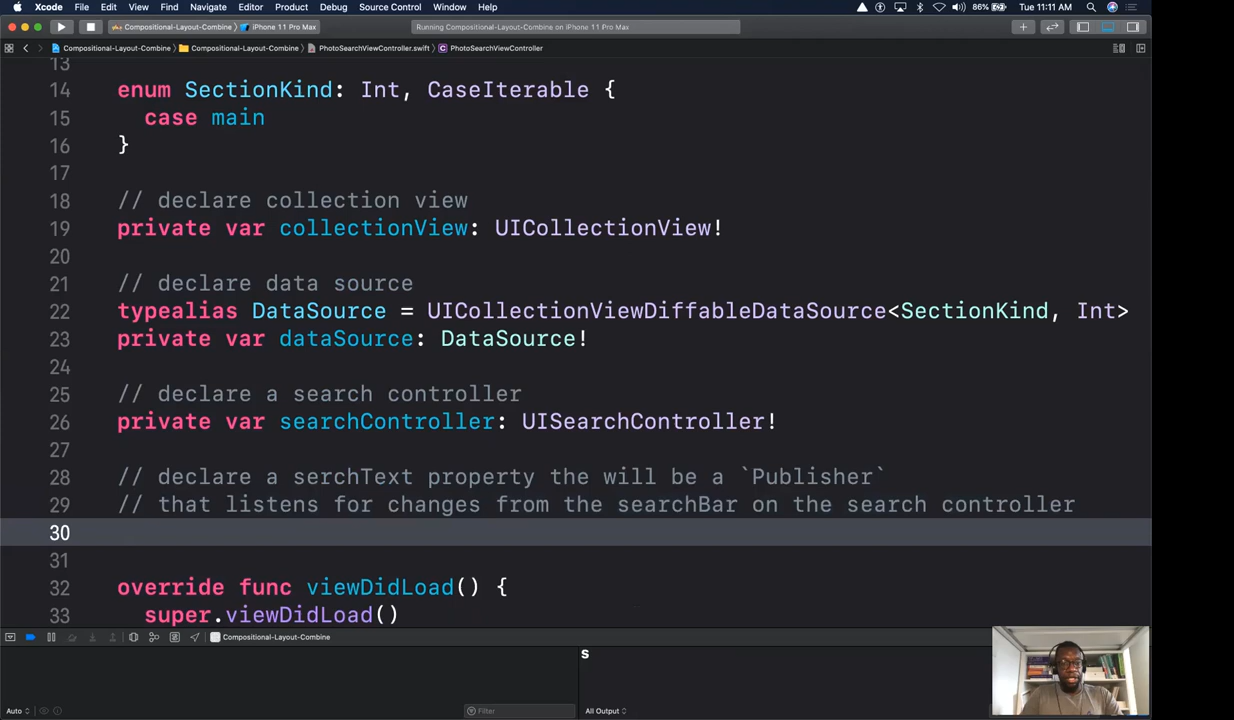 Xcode File Edit View Find Navigate Editor Product Debug Source Control Window Help 86% Tue 11:11 AM
Compositional-Layout-Combine iPhone 11 Pro Max Running Compositional-Layout-Combine on iPhone 11 Pro Max
Compositional-Layout-Combine Compositional-Layout-Combine PhotoSearchViewController.swift C PhotoSearchViewController
13
14 enum SectionKind: Int, CaseIterable {
15 case main
16 }
17
18 // declare collection view
19 private var collectionView: UICollectionView!
20
21 // declare data source
22 typealias DataSource = UICollectionViewDiffableDataSource<SectionKind, Int>
23 private var dataSource: DataSource!
24
25 // declare a search controller
26 private var searchController: UISearchController!
27
28 // declare a serchText property the will be a `Publisher`
29 // that listens for changes from the searchBar on the search controller
30
31
32 override func viewDidLoad() {
33 super.viewDidLoad()
Compositional-Layout-Combine
s
Auto Filter All Output